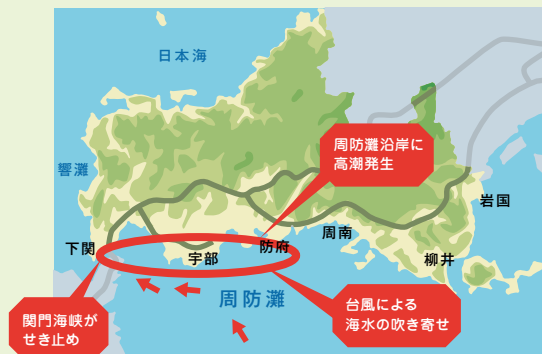 日本海
周防灘沿岸に
高潮発生
響灘
岩国
周南
下関
防府
宇部
柳井
周防灘
台風による
海水の吹き寄せ
関門海峡が
せき止め